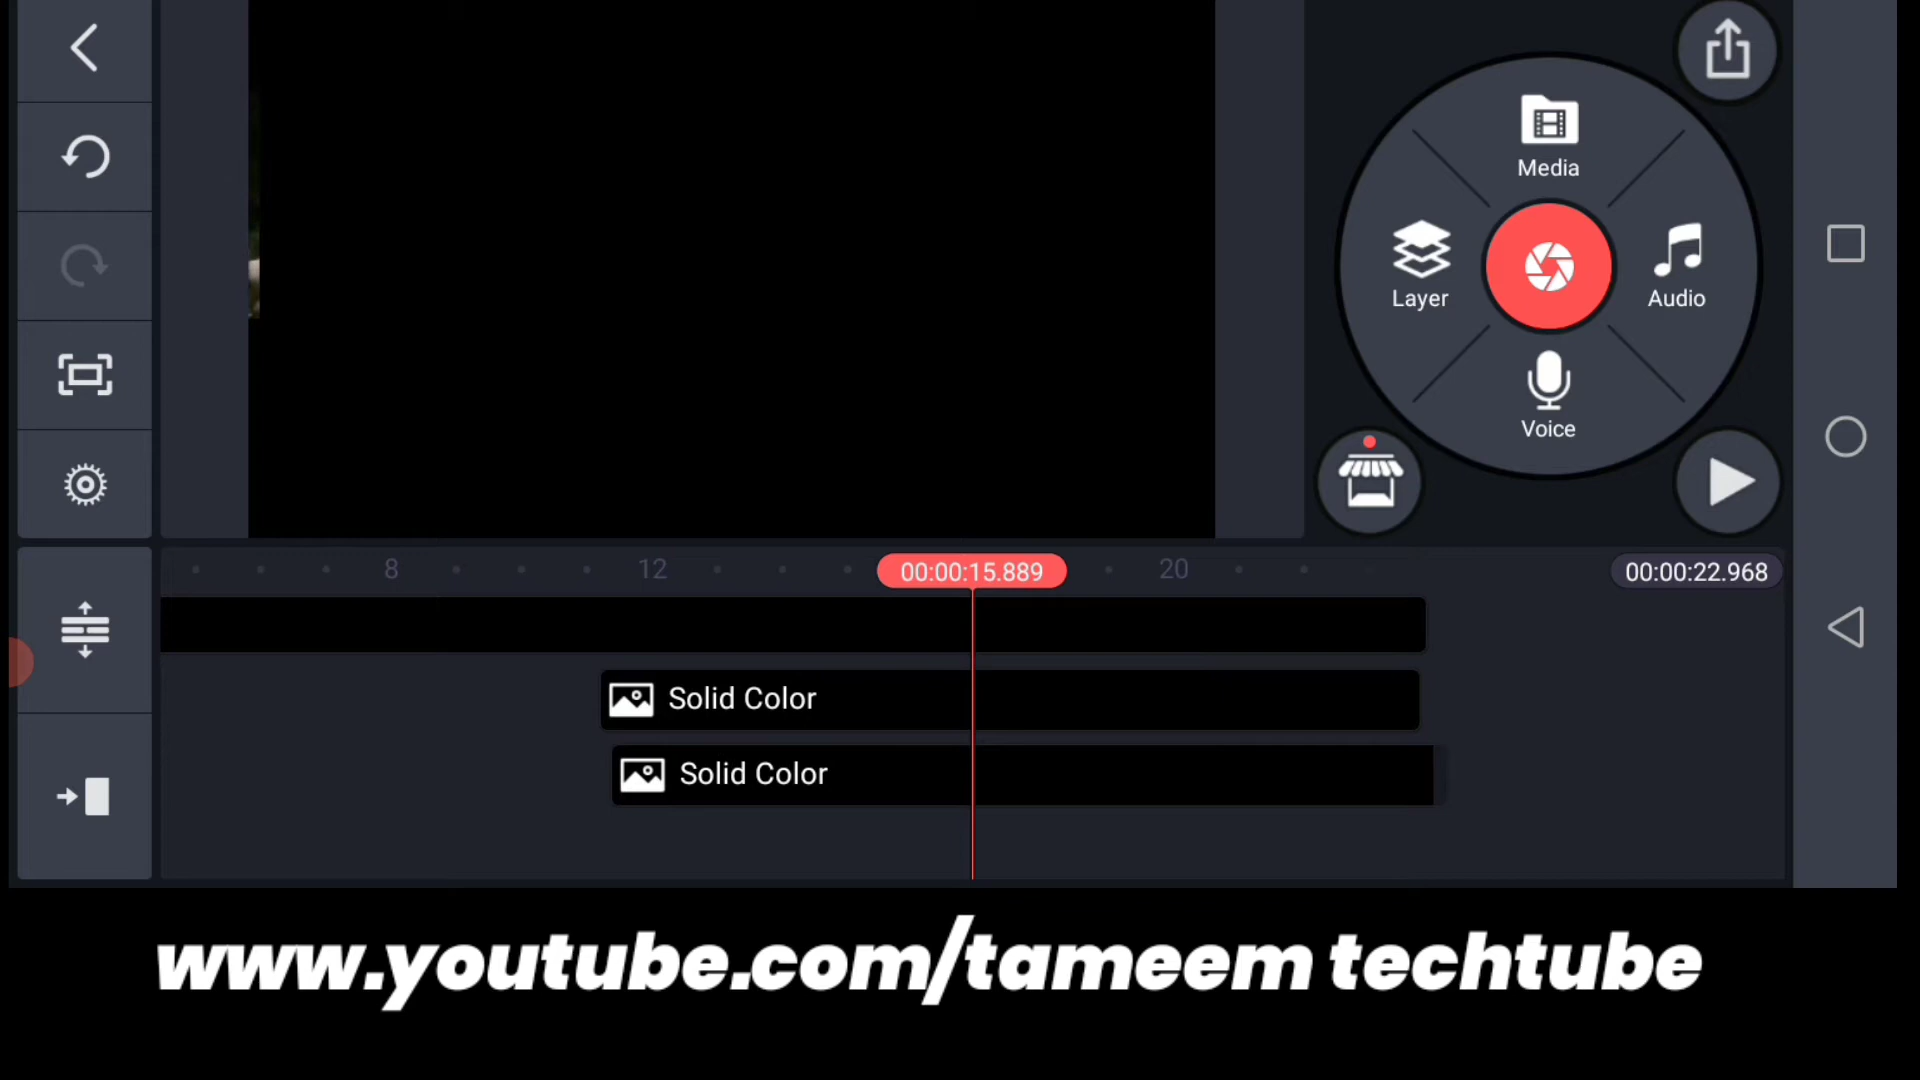 Media
Layer
Audio
Voice
8
12
00:00:15.889
20
00:00:22.968
Solid Color
Solid Color
www.youtube.com/tameem techtube